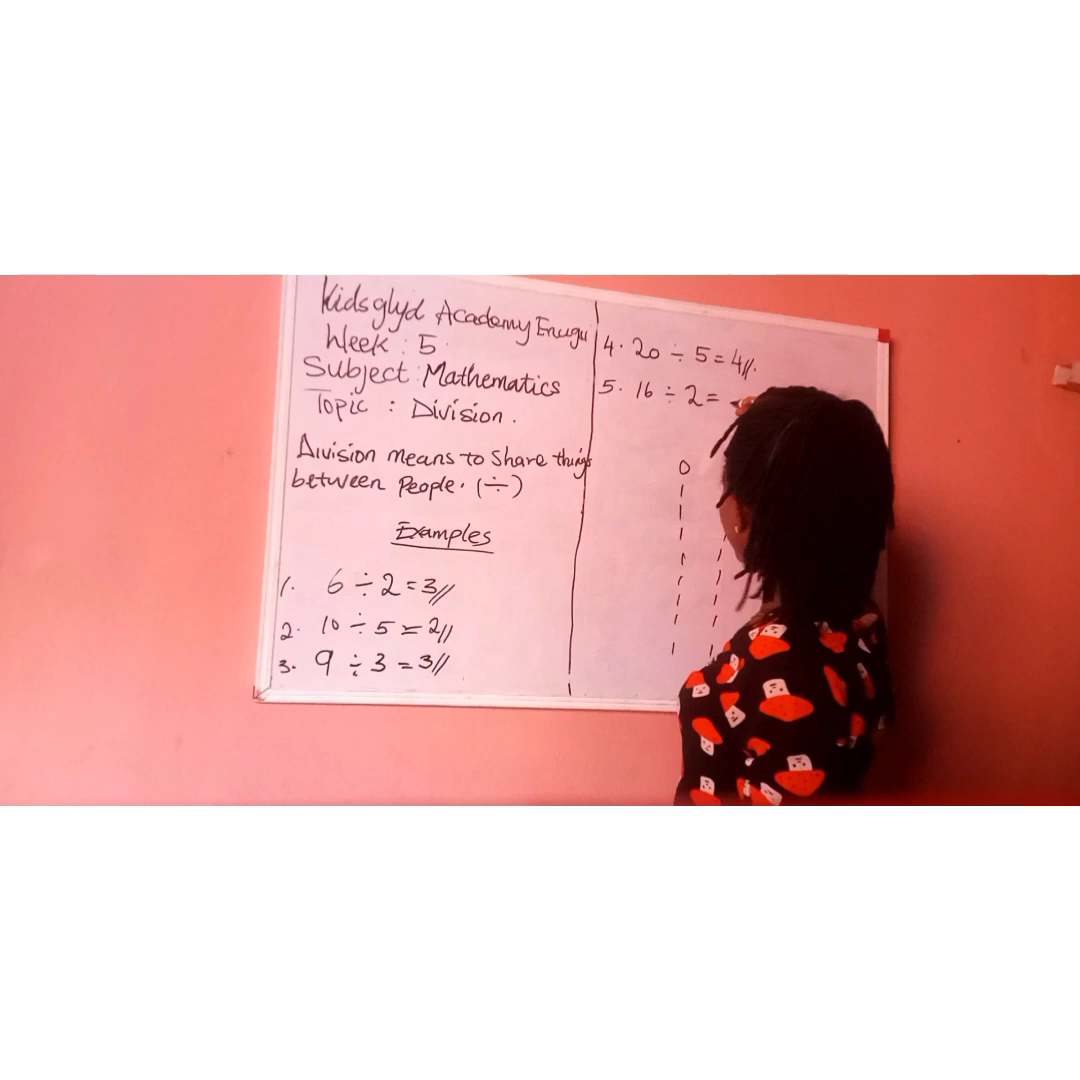 Kidsglyd Academy Enugu
Week : 5
Subject : Mathematics
Topic : Division.
Division means to Share things
between People. (÷)
Examples
1. 6 ÷ 2 = 3//
2. 10 ÷ 5 = 2//
3. 9 ÷ 3 = 3//
4. 20 ÷ 5 = 4//.
5. 16 ÷ 2 =